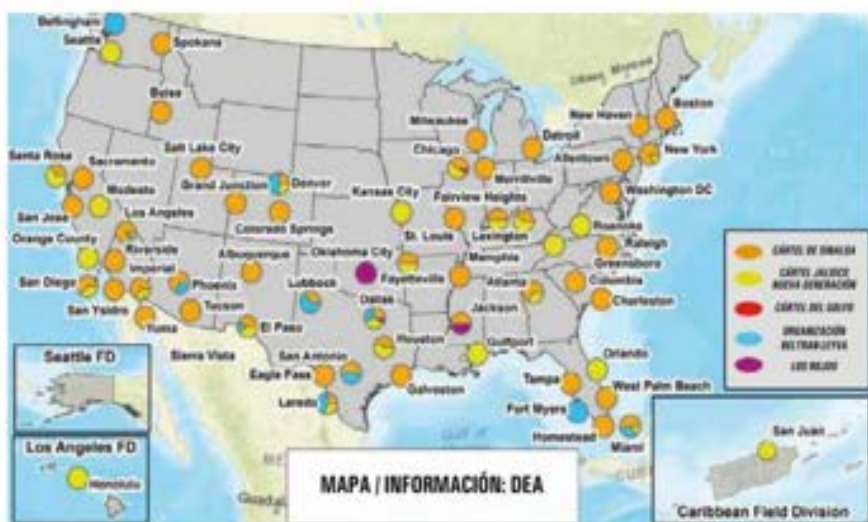 Bellingham
Seattle
Spokane
Boise
Salt Lake City
Grand Junction
Denver
Colorado Springs
Santa Rosa
Sacramento
Modesto
San Jose
Los Angeles
Orange County
Riverside
Imperial
San Diego
San Ysidro
Yuma
Phoenix
Tucson
Sierra Vista
Albuquerque
El Paso
Lubbock
Oklahoma City
Kansas City
Dallas
Houston
San Antonio
Eagle Pass
Laredo
Galveston
Milwaukee
Chicago
Merrillville
Detroit
Fairview Heights
St. Louis
Lexington
Fayetteville
Memphis
Jackson
Gulfport
Atlanta
New Haven
Boston
Allentown
New York
Washington DC
Roanoke
Raleigh
Greensboro
Columbia
Charleston
Orlando
Tampa
West Palm Beach
Fort Myers
Homestead
Miami
CÁRTEL DE SINALOA
CÁRTEL JALISCO
NUEVA GENERACIÓN
CÁRTEL DEL GOLFO
ORGANIZACIÓN
BELTRAN LEYVA
LOS ROJOS
Seattle FD
Los Angeles FD
Honolulu
MAPA / INFORMACIÓN: DEA
San Juan
Caribbean Field Division